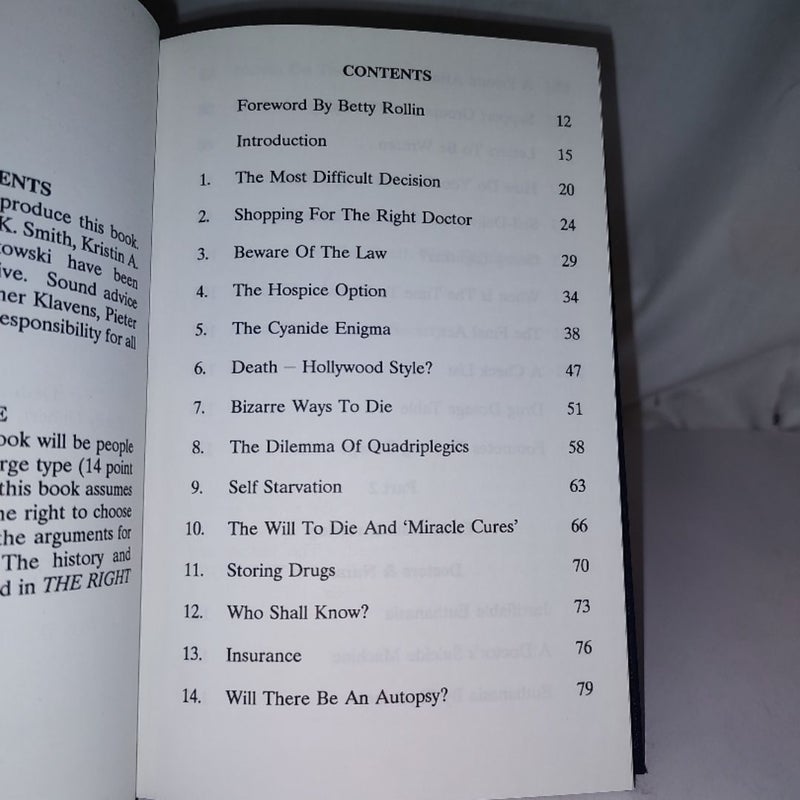 ENTS
produce this book.
K. Smith, Kristin A.
owski have been
ive. Sound advice
her Klavens, Pieter
esponsibility for all
E
ook will be people
rge type (14 point
this book assumes
he right to choose
the arguments for
The history and
d in THE RIGHT
CONTENTS
Foreword By Betty Rollin 12
Introduction 15
1. The Most Difficult Decision 20
2. Shopping For The Right Doctor 24
3. Beware Of The Law 29
4. The Hospice Option 34
5. The Cyanide Enigma 38
6. Death – Hollywood Style? 47
7. Bizarre Ways To Die 51
8. The Dilemma Of Quadriplegics 58
9. Self Starvation 63
10. The Will To Die And ‘Miracle Cures’ 66
11. Storing Drugs 70
12. Who Shall Know? 73
13. Insurance 76
14. Will There Be An Autopsy? 79